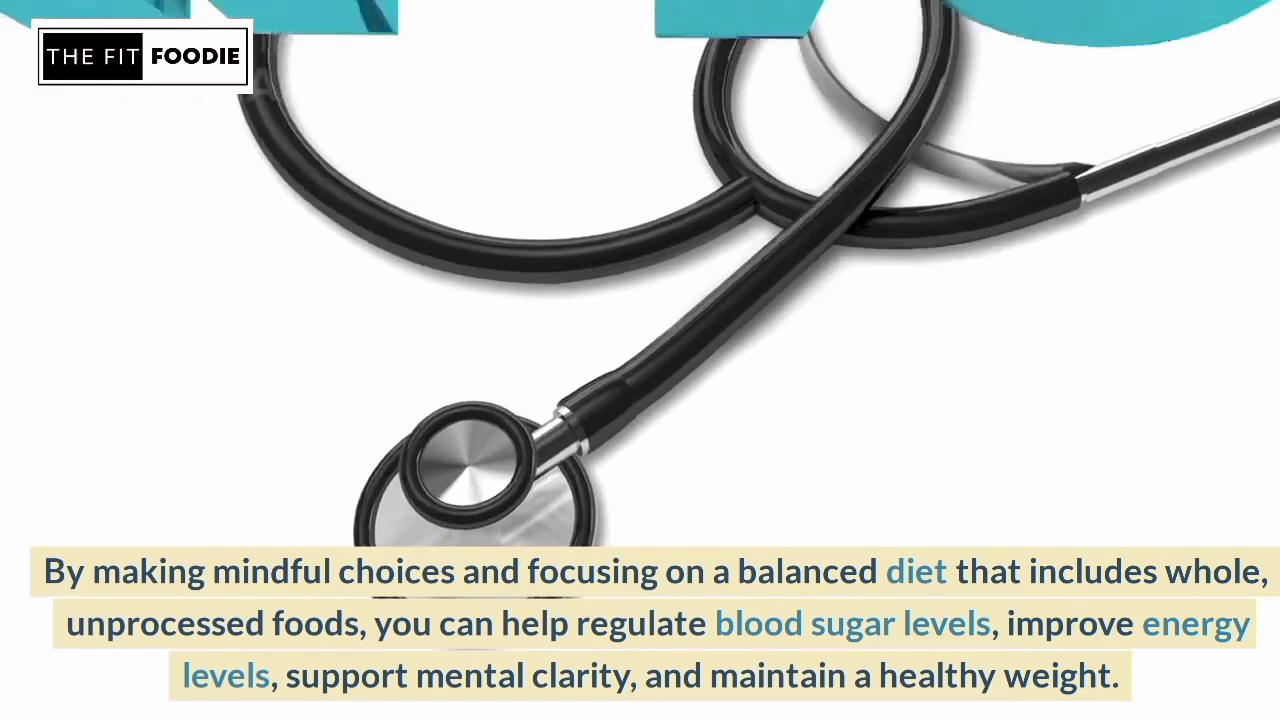 THE FIT FOODIE
By making mindful choices and focusing on a balanced diet that includes whole,
unprocessed foods, you can help regulate blood sugar levels, improve energy
levels, support mental clarity, and maintain a healthy weight.